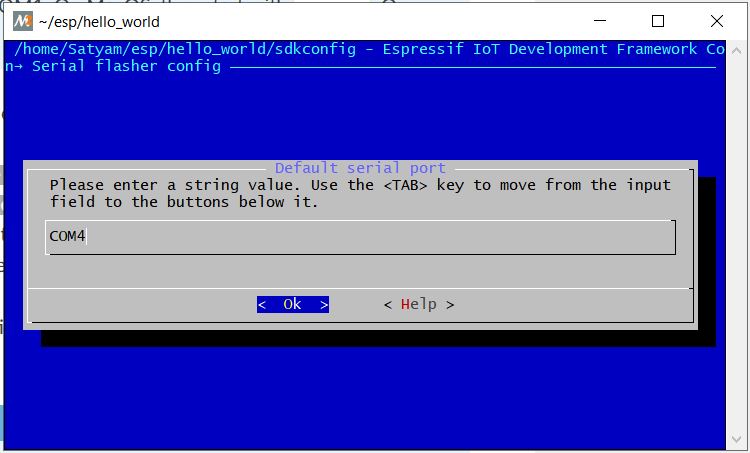 ~/esp/hello_world
/home/Satyam/esp/hello_world/sdkconfig - Espressif IoT Development Framework Co
n→ Serial flasher config
Default serial port
Please enter a string value. Use the <TAB> key to move from the input
field to the buttons below it.
COM4
< Ok > < Help >